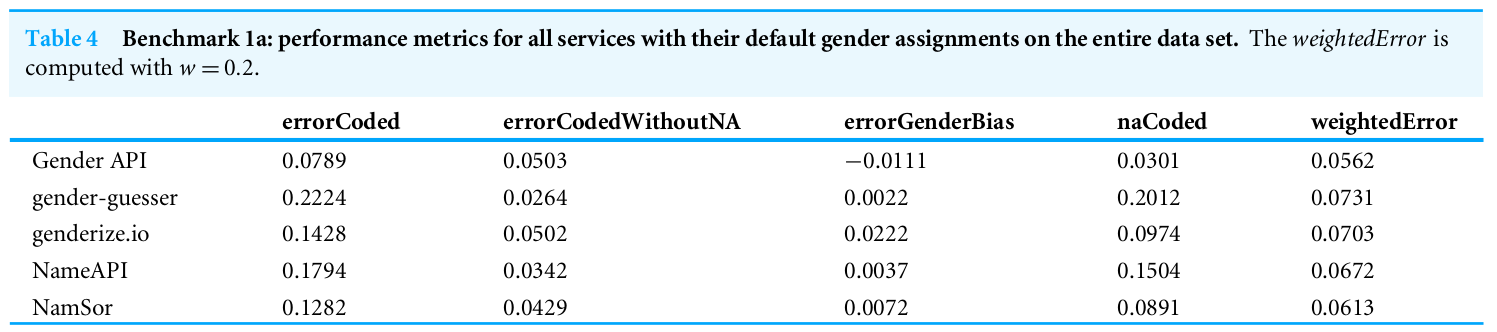 Table 4 Benchmark 1a: performance metrics for all services with their default gender assignments on the entire data set. The weightedError is
computed with w = 0.2.
errorCoded errorCodedWithoutNA errorGenderBias naCoded weightedError
Gender API 0.0789 0.0503 −0.0111 0.0301 0.0562
gender-guesser 0.2224 0.0264 0.0022 0.2012 0.0731
genderize.io 0.1428 0.0502 0.0222 0.0974 0.0703
NameAPI 0.1794 0.0342 0.0037 0.1504 0.0672
NamSor 0.1282 0.0429 0.0072 0.0891 0.0613